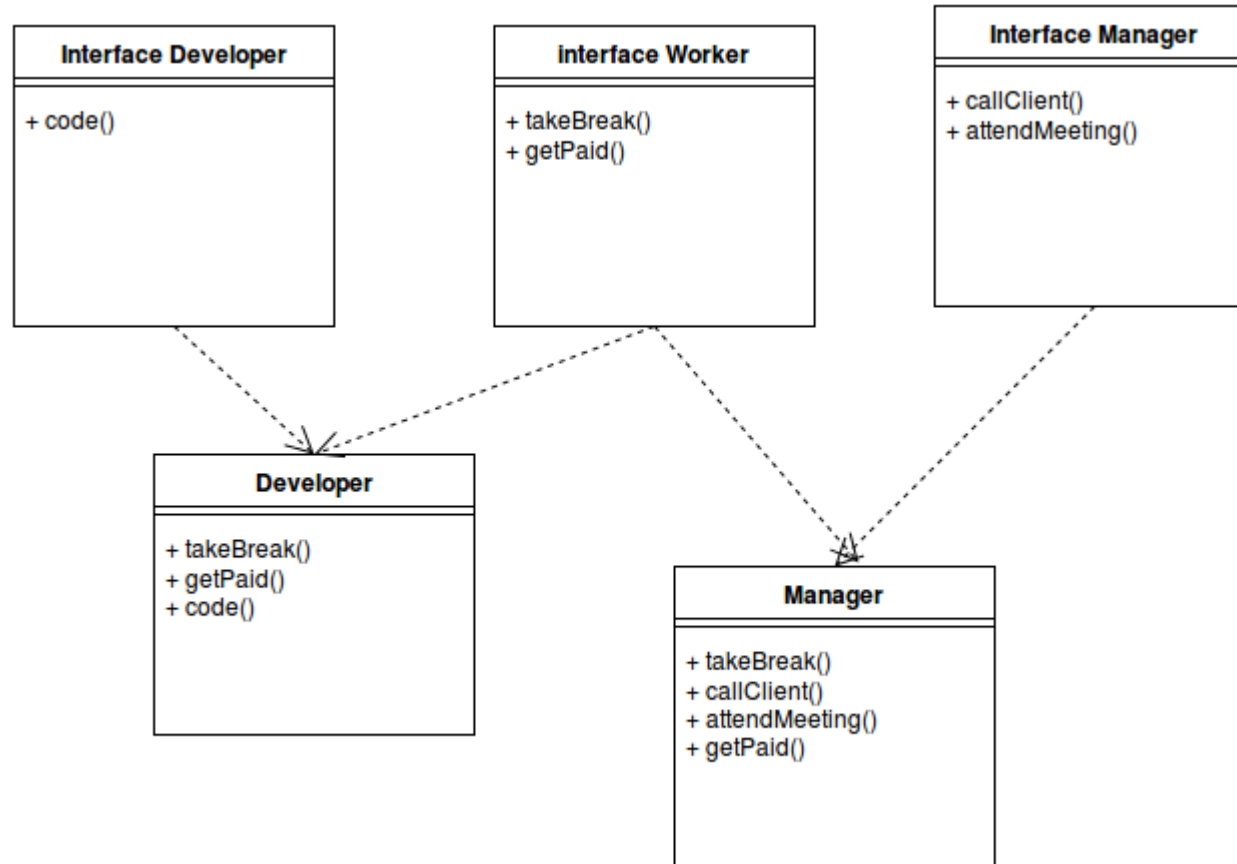 Interface Developer
+ code()
interface Worker
+ takeBreak()
+ getPaid()
Interface Manager
+ callClient()
+ attendMeeting()
Developer
+ takeBreak()
+ getPaid()
+ code()
Manager
+ takeBreak()
+ callClient()
+ attendMeeting()
+ getPaid()